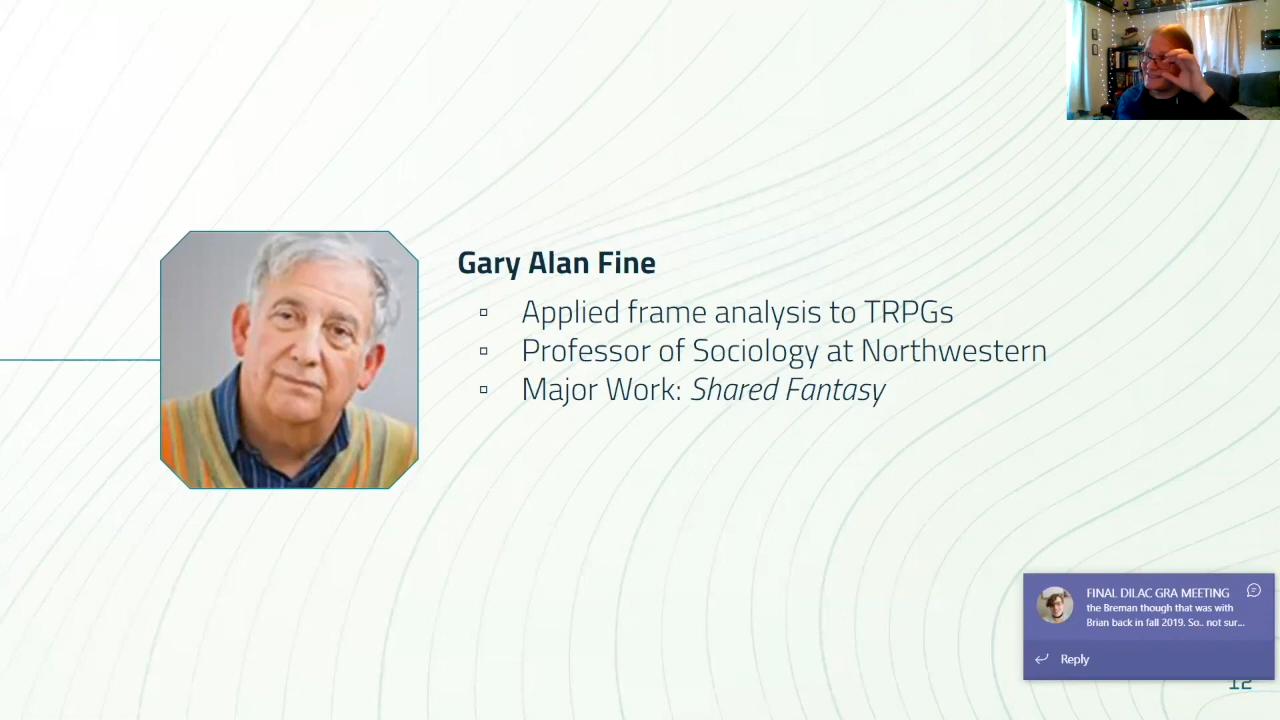 Gary Alan Fine
Applied frame analysis to TRPGs
Professor of Sociology at Northwestern
Major Work: Shared Fantasy
FINAL DILAC GRA MEETING
the Breman though that was with
Brian back in fall 2019. So.. not sur...
Reply
12